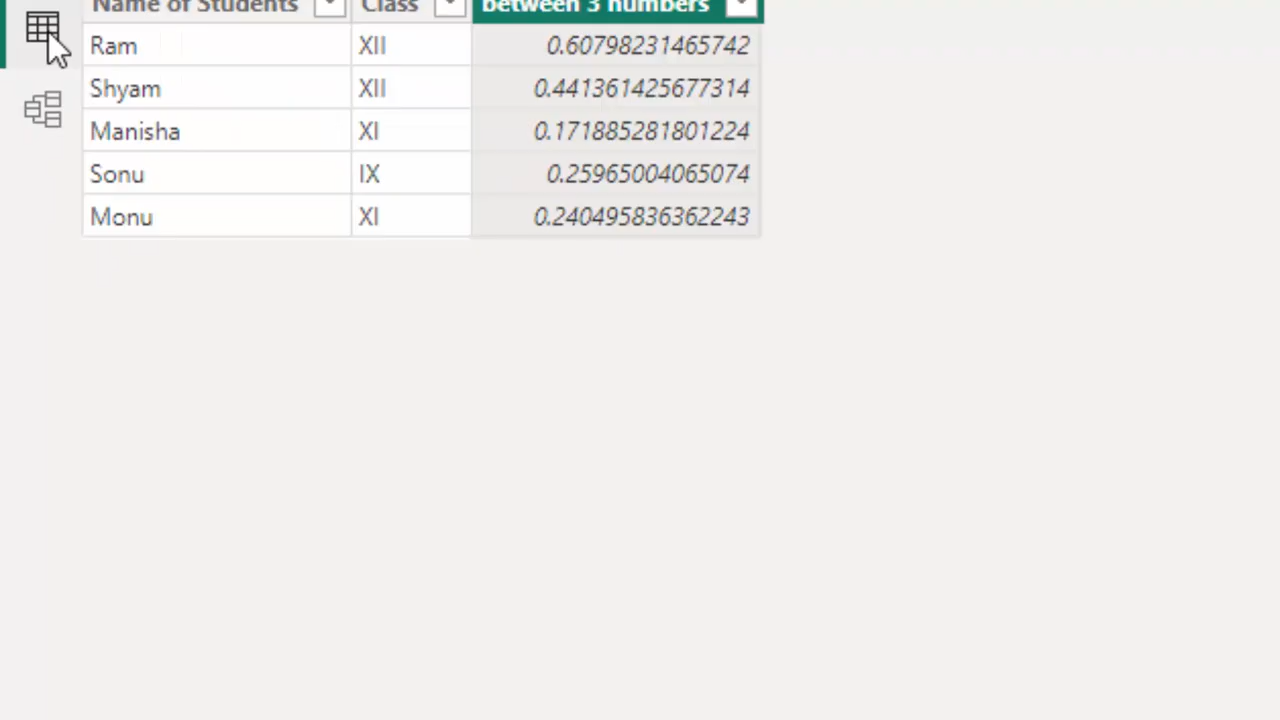 Name of Students Class between 3 numbers
Ram XII 0.60798231465742
Shyam XII 0.441361425677314
Manisha XI 0.171885281801224
Sonu IX 0.25965004065074
Monu XI 0.240495836362243